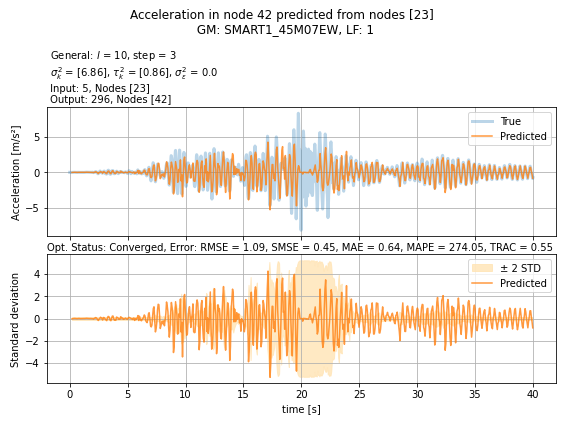 Acceleration in node 42 predicted from nodes [23]
GM: SMART1_45M07EW, LF: 1
General: l = 10, step = 3
σ²ₖ = [6.86], τ²ₖ = [0.86], σ²_ε = 0.0
Input: 5, Nodes [23]
Output: 296, Nodes [42]
Acceleration [m/s²]
5
0
−5
True
Predicted
Opt. Status: Converged, Error: RMSE = 1.09, SMSE = 0.45, MAE = 0.64, MAPE = 274.05, TRAC = 0.55
Standard deviation
4
2
0
−2
−4
± 2 STD
Predicted
0 5 10 15 20 25 30 35 40
time [s]